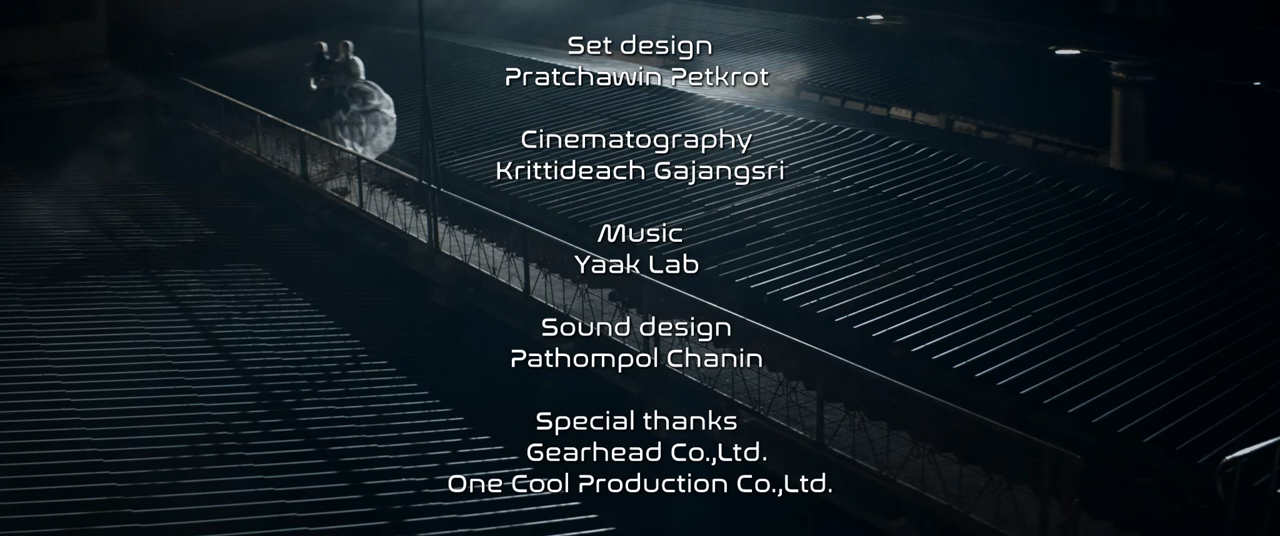 Set design
Pratchawin Petkrot
Cinematography
Krittideach Gajangsri
Music
Yaak Lab
Sound design
Pathompol Chanin
Special thanks
Gearhead Co.,Ltd.
One Cool Production Co.,Ltd.